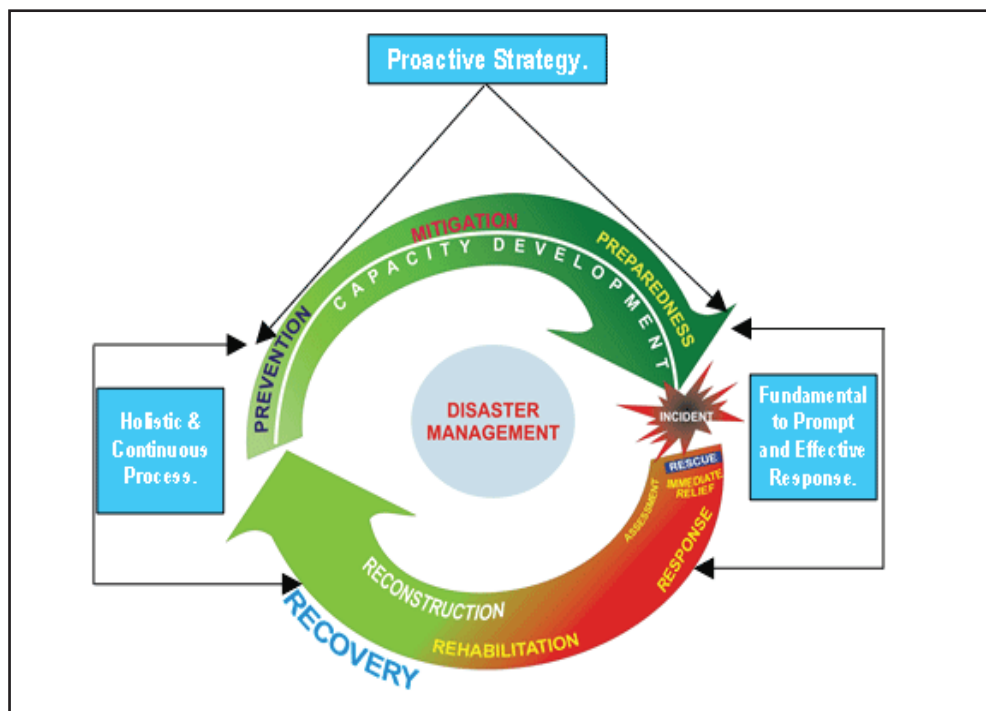 Proactive Strategy.
MITIGATION
CAPACITY DEVELOPMENT
PREPAREDNESS
PREVENTION
Holistic &
Continuous
Process.
DISASTER
MANAGEMENT
INCIDENT
Fundamental
to Prompt
and Effective
Response.
RESCUE
IMMEDIATE
RELIEF
ASSESSMENT
RESPONSE
REHABILITATION
RECONSTRUCTION
RECOVERY